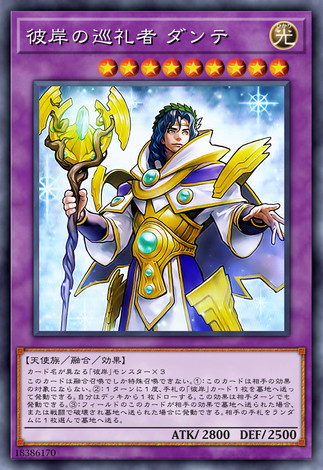 彼岸の巡礼者 ダンテ
光
【天使族/融合/効果】
カード名が異なる「彼岸」モンスター×3
このカードは融合召喚でしか特殊召喚できない。①:このカードは相手の効果
の対象にならない。②:1ターンに1度、手札の「彼岸」カード1枚を墓地へ送っ
て発動できる。自分はデッキから1枚ドローする。この効果は相手ターンでも
発動できる。③:フィールドのこのカードが相手の効果で墓地へ送られた場合、
または戦闘で破壊され墓地へ送られた場合に発動できる。相手の手札をランダ
ムに1枚選んで墓地へ送る。
ATK/ 2800 DEF/ 2500
18386170